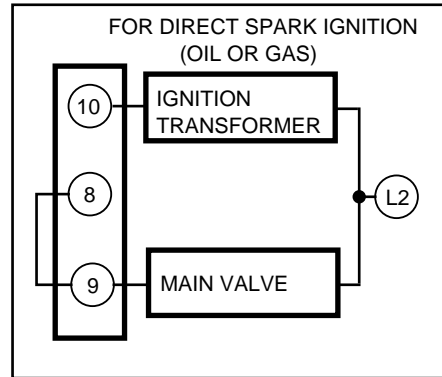 FOR DIRECT SPARK IGNITION
(OIL OR GAS)
10
IGNITION
TRANSFORMER
8
L2
9
MAIN VALVE